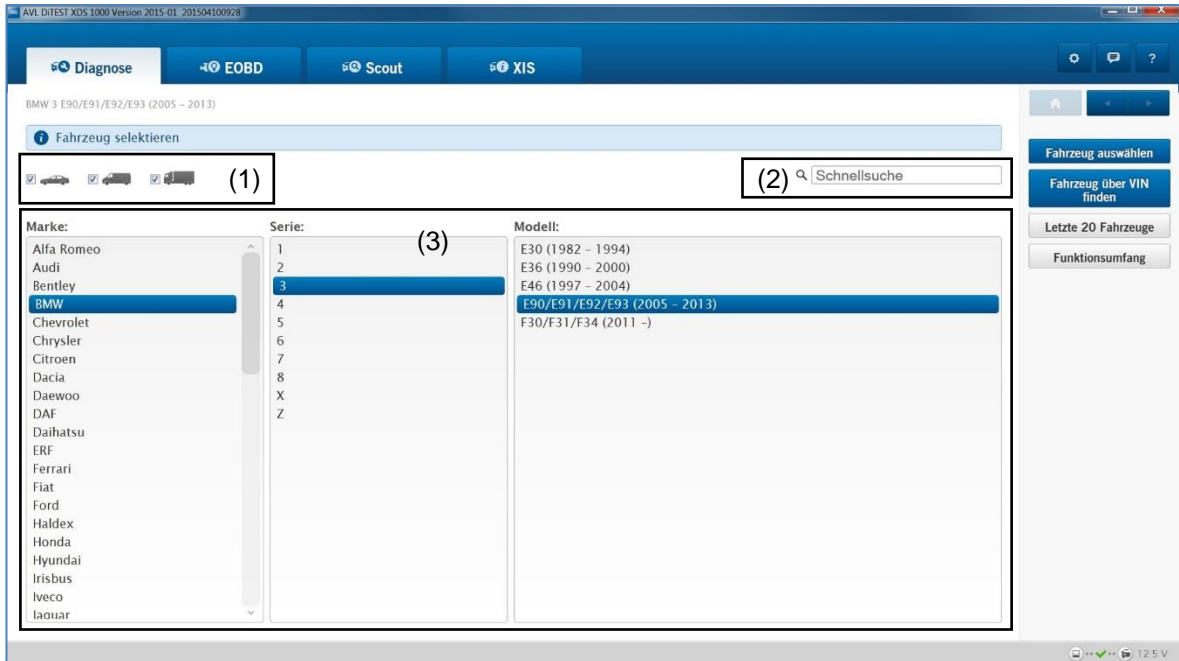 AVL DiTEST XDS 1000 Version 2015-01 201504100928
Diagnose
EOBD
Scout
XIS
?
BMW 3 E90/E91/E92/E93 (2005 - 2013)
Fahrzeug selektieren
(1)
(2)
Schnellsuche
Marke:
Alfa Romeo
Audi
Bentley
BMW
Chevrolet
Chrysler
Citroen
Dacia
Daewoo
DAF
Daihatsu
ERF
Ferrari
Fiat
Ford
Haldex
Honda
Hyundai
Irisbus
Iveco
Jaguar
Serie:
1
2
3
4
5
6
7
8
X
Z
(3)
Modell:
E30 (1982 - 1994)
E36 (1990 - 2000)
E46 (1997 - 2004)
E90/E91/E92/E93 (2005 - 2013)
F30/F31/F34 (2011 -)
Fahrzeug auswählen
Fahrzeug über VIN
finden
Letzte 20 Fahrzeuge
Funktionsumfang
12.5 V